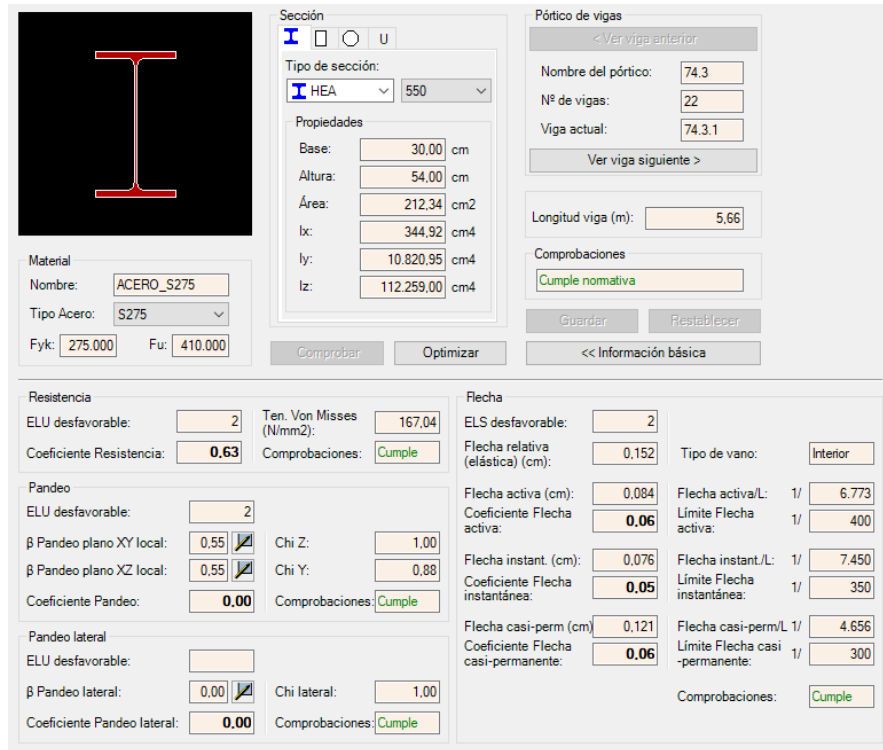 Sección
U
Tipo de sección:
HEA 550
Propiedades
Base: 30,00 cm
Altura: 54,00 cm
Área: 212,34 cm2
Ix: 344,92 cm4
Iy: 10.820,95 cm4
Iz: 112.259,00 cm4
Comprobar Optimizar
Pórtico de vigas
< Ver viga anterior
Nombre del pórtico: 74.3
Nº de vigas: 22
Viga actual: 74.3.1
Ver viga siguiente >
Longitud viga (m): 5,66
Comprobaciones
Cumple normativa
Guardar Restablecer
<< Información básica
Material
Nombre: ACERO_S275
Tipo Acero: S275
Fyk: 275.000 Fu: 410.000
Resistencia
ELU desfavorable: 2 Ten. Von Misses (N/mm2): 167,04
Coeficiente Resistencia: 0,63 Comprobaciones: Cumple
Pandeo
ELU desfavorable: 2
β Pandeo plano XY local: 0,55 Chi Z: 1,00
β Pandeo plano XZ local: 0,55 Chi Y: 0,88
Coeficiente Pandeo: 0,00 Comprobaciones: Cumple
Pandeo lateral
ELU desfavorable:
β Pandeo lateral: 0,00 Chi lateral: 1,00
Coeficiente Pandeo lateral: 0,00 Comprobaciones: Cumple
Flecha
ELS desfavorable: 2
Flecha relativa (elástica) (cm): 0,152 Tipo de vano: Interior
Flecha activa (cm): 0,084 Flecha activa/L: 1/ 6.773
Coeficiente Flecha activa: 0,06 Límite Flecha activa: 1/ 400
Flecha instant. (cm): 0,076 Flecha instant./L: 1/ 7.450
Coeficiente Flecha instantánea: 0,05 Límite Flecha instantánea: 1/ 350
Flecha casi-perm (cm) 0,121 Flecha casi-perm/L 1/ 4.656
Coeficiente Flecha casi-permanente: 0,06 Límite Flecha casi -permanente: 1/ 300
Comprobaciones: Cumple